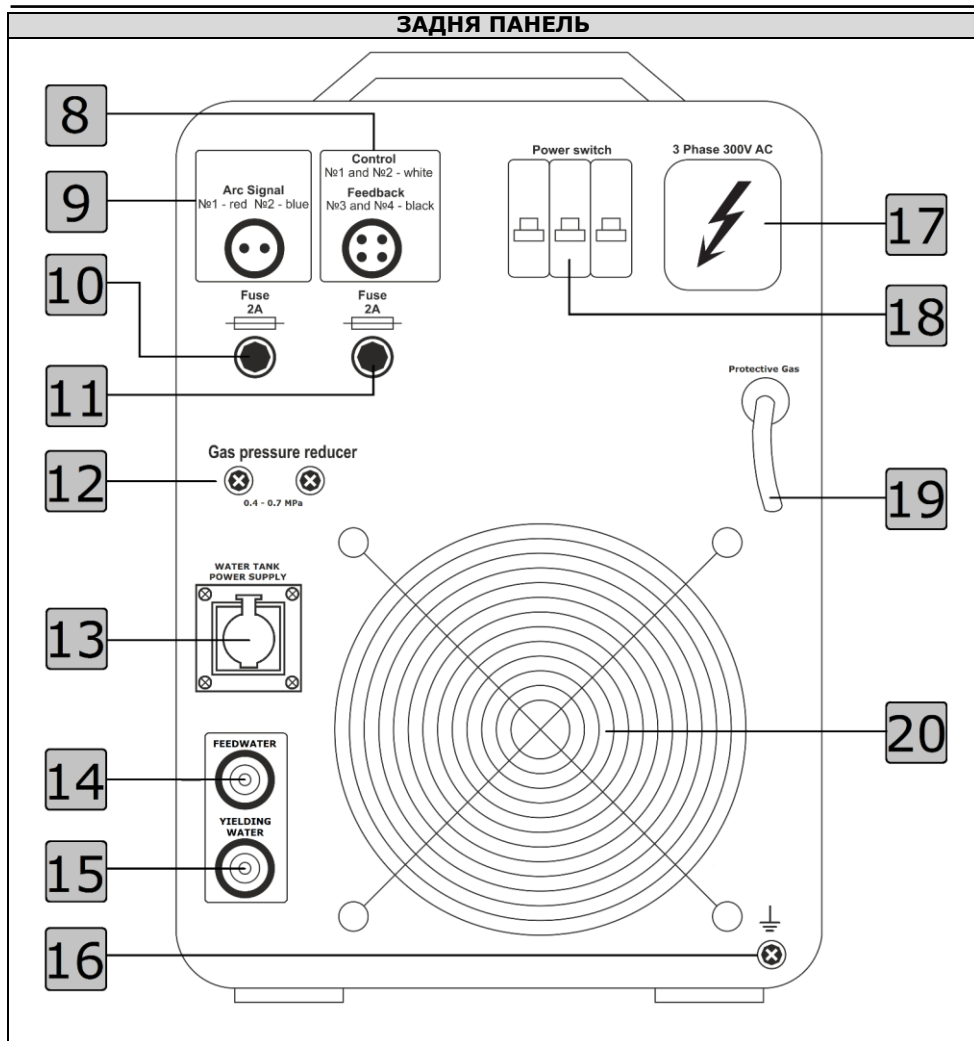 ЗАДНЯ ПАНЕЛЬ
8
Control
№1 and №2 - white
Feedback
№3 and №4 - black
9
Arc Signal
№1 - red №2 - blue
Power switch
3 Phase 300V AC
17
10
Fuse
2A
Fuse
2A
18
11
Protective Gas
12
Gas pressure reducer
0.4 - 0.7 MPa
19
WATER TANK
POWER SUPPLY
13
20
14
FEEDWATER
YIELDING
WATER
15
16